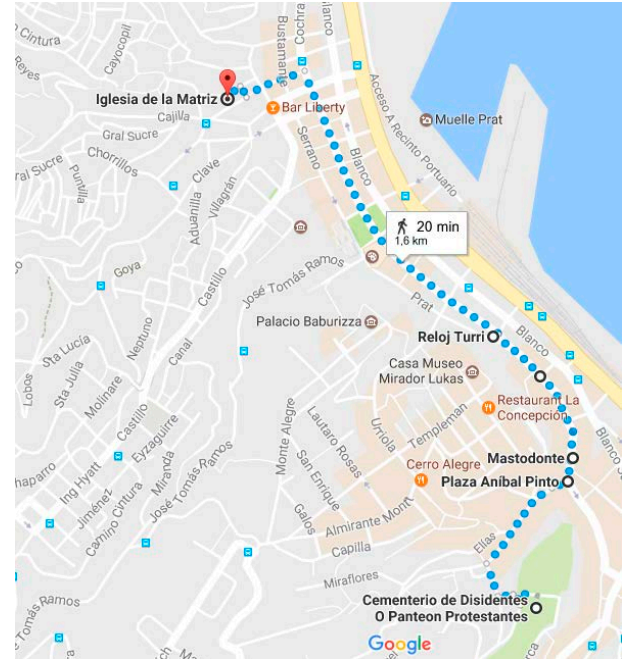 Cintura
Cayocopil
Reyes
Bustamante
Cochra
Blanco
Iglesia de la Matriz
Cajilla
Bar Liberty
Acceso A Recinto Portuario
Muelle Prat
Gral Sucre
Gral Sucre
Chorrillos
Clave
Serrano
Puntilla
Aduanilla
Villagrán
Blanco
20 min
1,6 km
Goya
Castillo
José Tomás Ramos
Prat
Neptuno
Canal
Palacio Baburizza
Reloj Turri
Blanco
Sta Lucía
Sta Julia
Lobos
Molinare
Casa Museo
Mirador Lukas
Restaurant La
Concepción
Castillo
Eyzaguirre
Monte Alegre
Lautaro Rosas
Urriola
Templeman
Mastodonte
Blanco S
Chaparro
Ing Hyatt
Miranda
San Enrique
Cerro Alegre
Plaza Aníbal Pinto
Jiménez
Camino Cintura
José Tomás Ramos
Galos
Almirante Mont
Capilla
Elías
Miraflores
Tomás Ramos
Cementerio de Disidentes
O Panteon Protestantes
Google